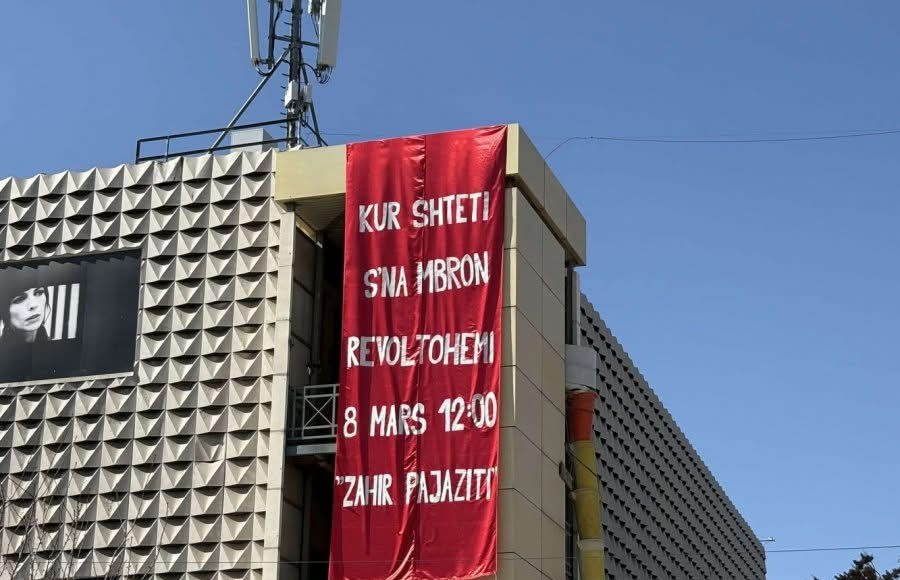 KUR SHTETI
S'NA MBRON
REVOLTOHEMI
8 MARS 12:00
"ZAHIR PAJAZITI"